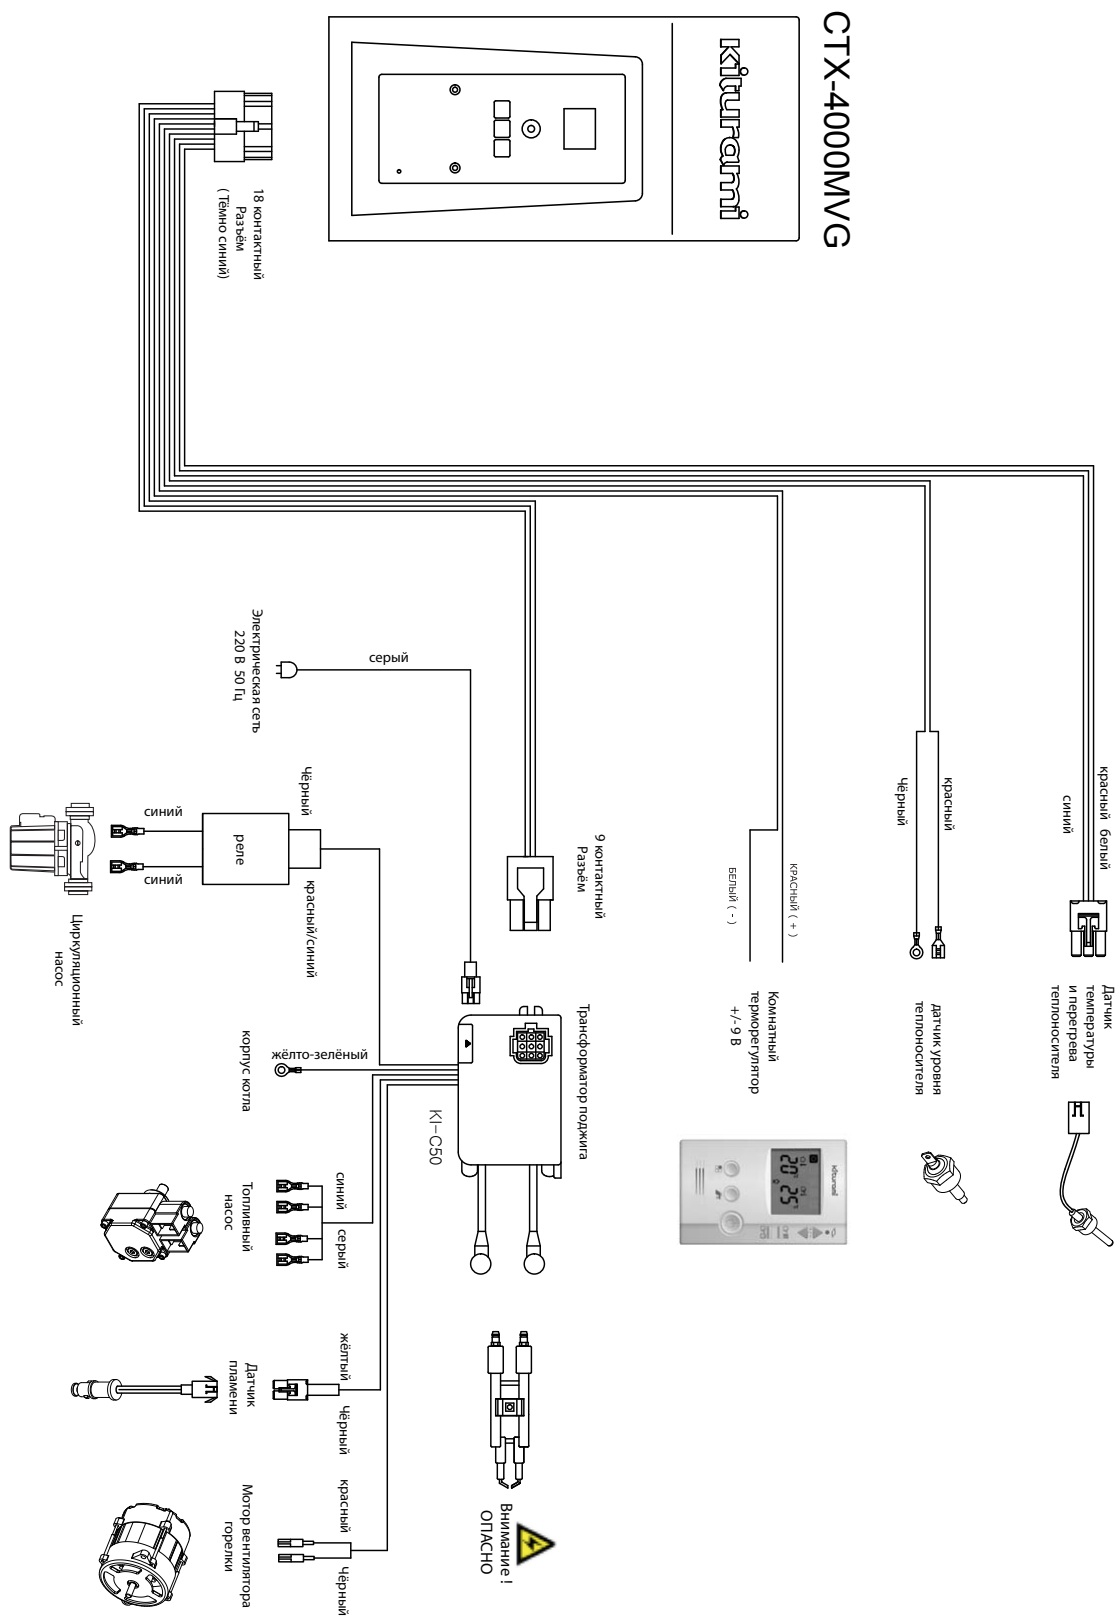 CTX-4000MVG
Kiturami
18 контактный
Разъём
( Тёмно синий)
красный белый
синий
Датчик
температуры
и перегрева
теплоносителя
красный
Чёрный
датчик уровня
теплоносителя
КРАСНЫЙ ( + )
БЕЛЫЙ ( - )
Комнатный
терморегулятор
+/- 9 В
kiturami
9 контактный
Разъём
Трансформатор поджига
KI-C50
Внимание !
ОПАСНО
серый
Электрическая сеть
220 В 50 Гц
Чёрный
красный/синий
реле
синий
синий
Циркуляционный
насос
жёлто-зелёный
корпус котла
синий
серый
Топливный
насос
жёлтый
Чёрный
Датчик
пламени
красный
Чёрный
Мотор вентилятора
горелки